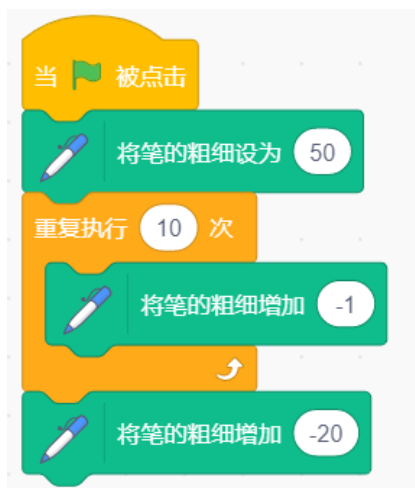 当 被点击
将笔的粗细设为 50
重复执行 10 次
将笔的粗细增加 -1
将笔的粗细增加 -20